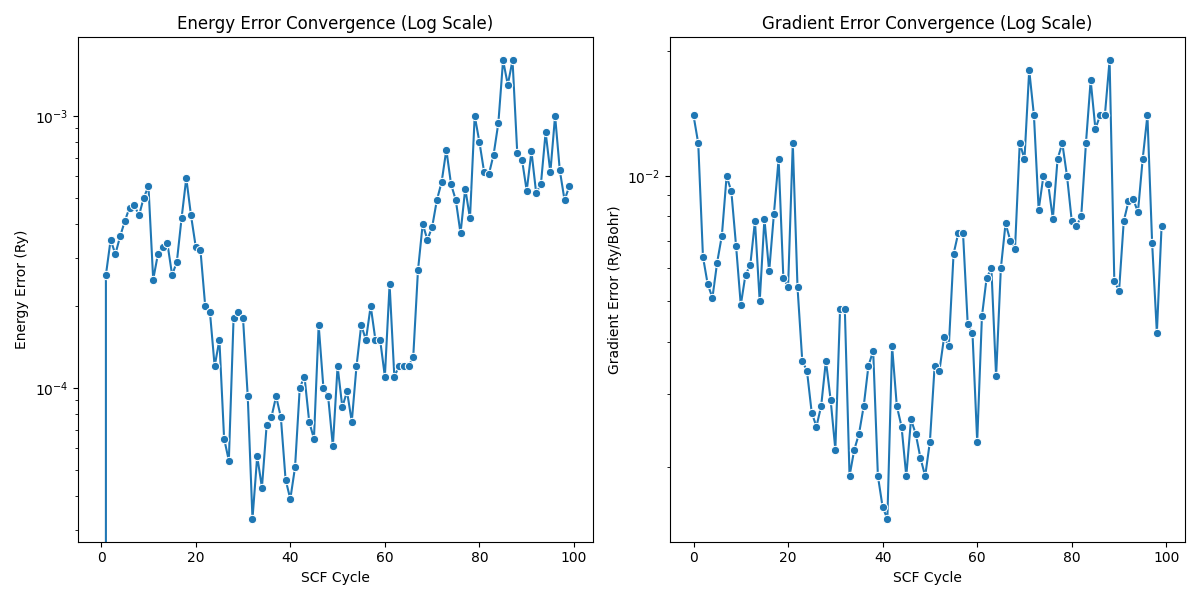 Energy Error Convergence (Log Scale)
Energy Error (Ry)
10⁻³
10⁻⁴
0 20 40 60 80 100
SCF Cycle
Gradient Error Convergence (Log Scale)
Gradient Error (Ry/Bohr)
10⁻²
0 20 40 60 80 100
SCF Cycle